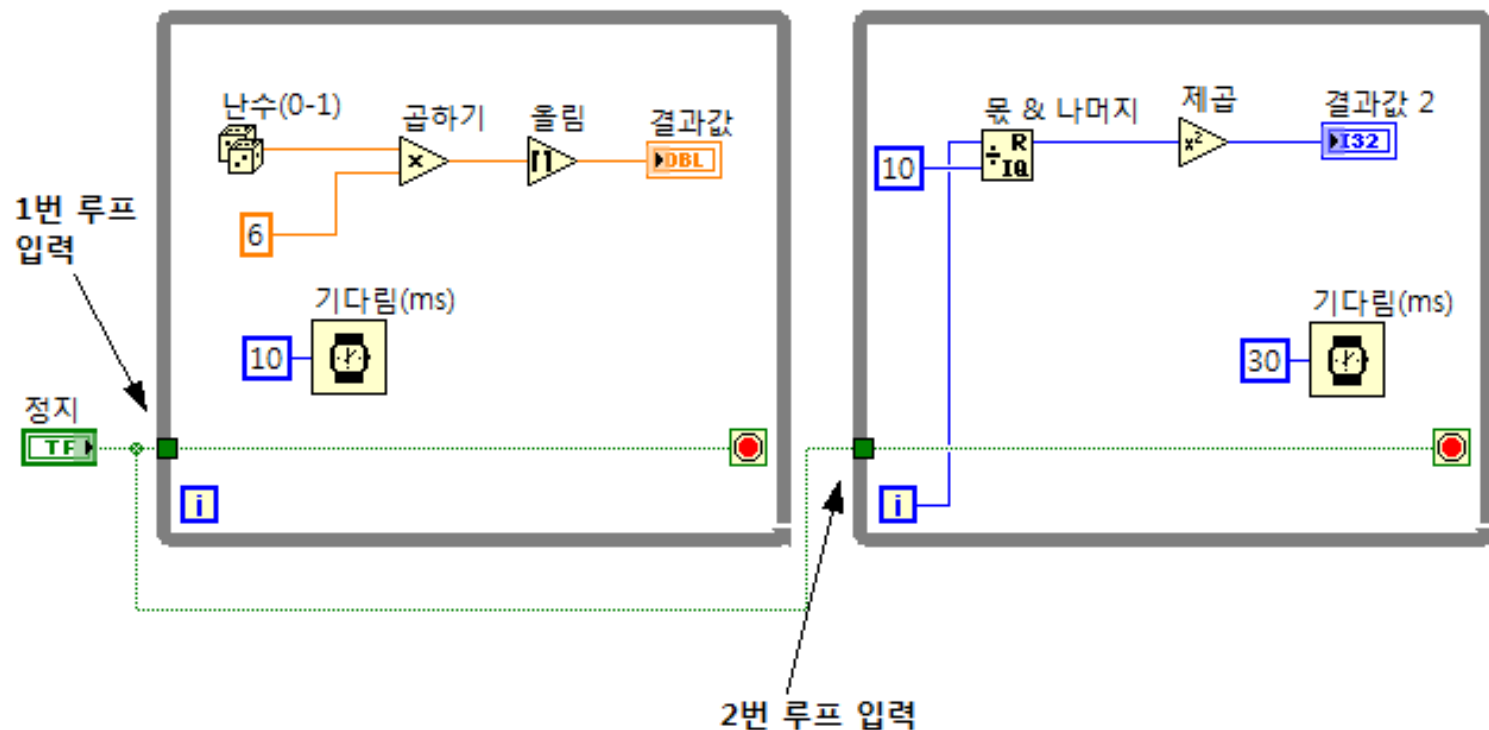 난수(0-1)
곱하기
올림
결과값
DBL
6
1번 루프
입력
기다림(ms)
10
정지
TF
i
몫 & 나머지
제곱
결과값 2
10
R
IQ
x²
I32
기다림(ms)
30
i
2번 루프 입력